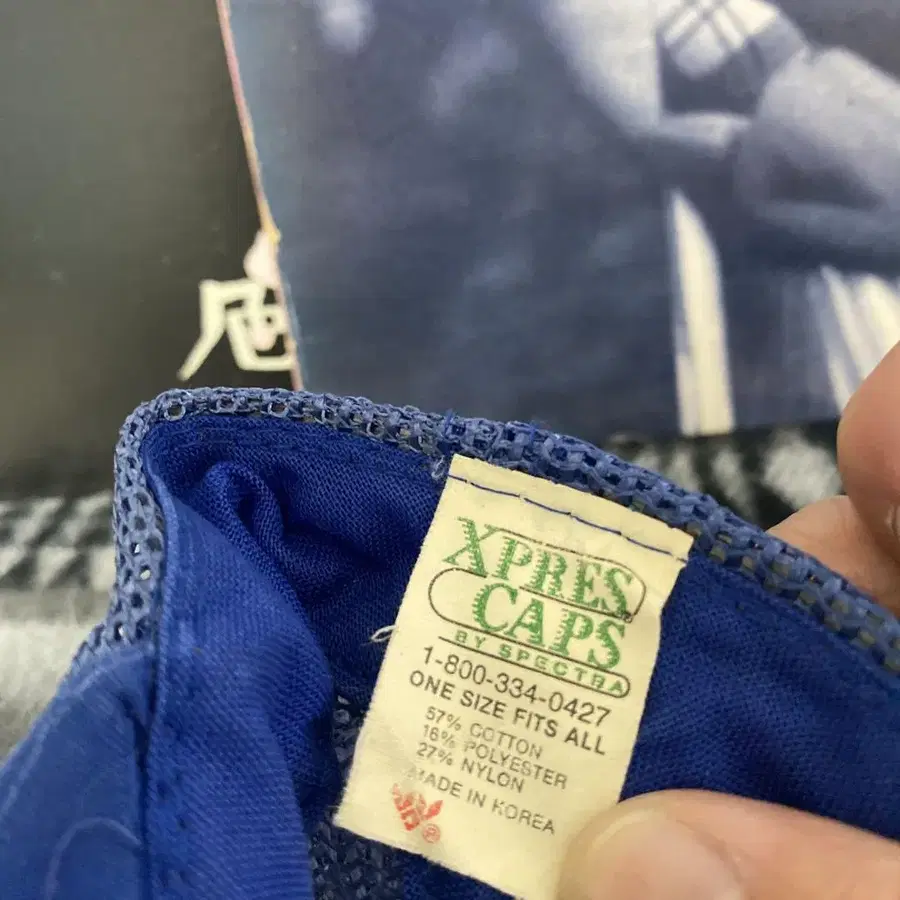 XPRES
CAPS
BY SPECTRA
1-800-334-0427
ONE SIZE FITS ALL
57% COTTON
16% POLYESTER
27% NYLON
MADE IN KOREA